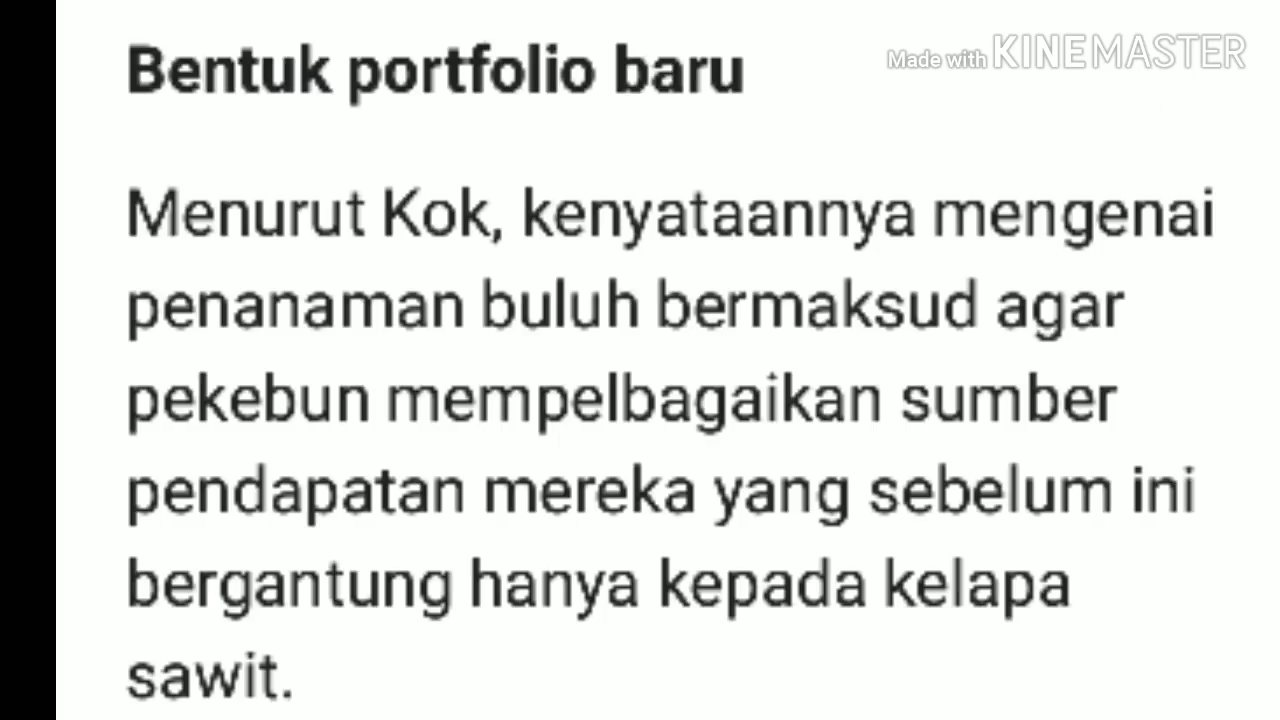 Bentuk portfolio baru
Made with KINEMASTER
Menurut Kok, kenyataannya mengenai
penanaman buluh bermaksud agar
pekebun mempelbagaikan sumber
pendapatan mereka yang sebelum ini
bergantung hanya kepada kelapa
sawit.